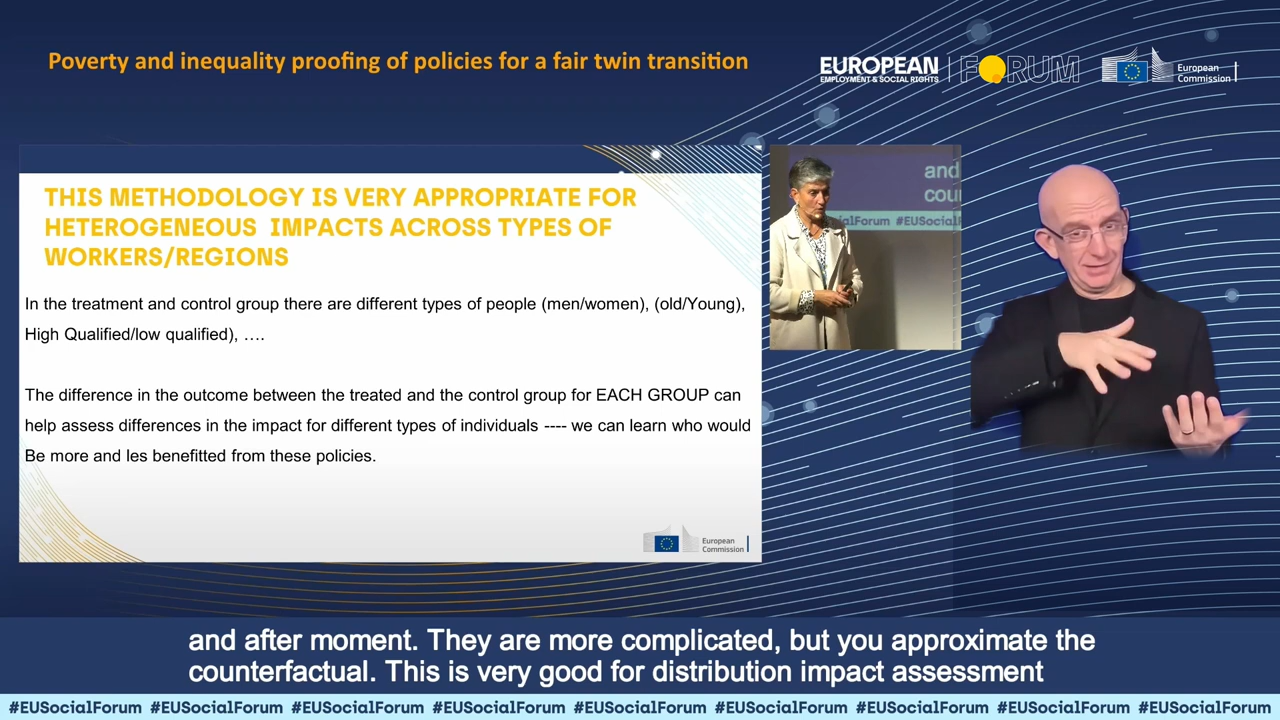 Poverty and inequality proofing of policies for a fair twin transition
EUROPEAN
EMPLOYMENT & SOCIAL RIGHTS
FORUM
European
Commission
THIS METHODOLOGY IS VERY APPROPRIATE FOR
HETEROGENEOUS IMPACTS ACROSS TYPES OF
WORKERS/REGIONS
In the treatment and control group there are different types of people (men/women), (old/Young),
High Qualified/low qualified), ….
The difference in the outcome between the treated and the control group for EACH GROUP can
help assess differences in the impact for different types of individuals ---- we can learn who would
Be more and les benefitted from these policies.
European
Commission
and
cou
ialForum #EUSocialF
and after moment. They are more complicated, but you approximate the
counterfactual. This is very good for distribution impact assessment
#EUSocialForum #EUSocialForum #EUSocialForum #EUSocialForum #EUSocialForum #EUSocialForum #EUSocialForum #EUSocialForum #EUSocialForum